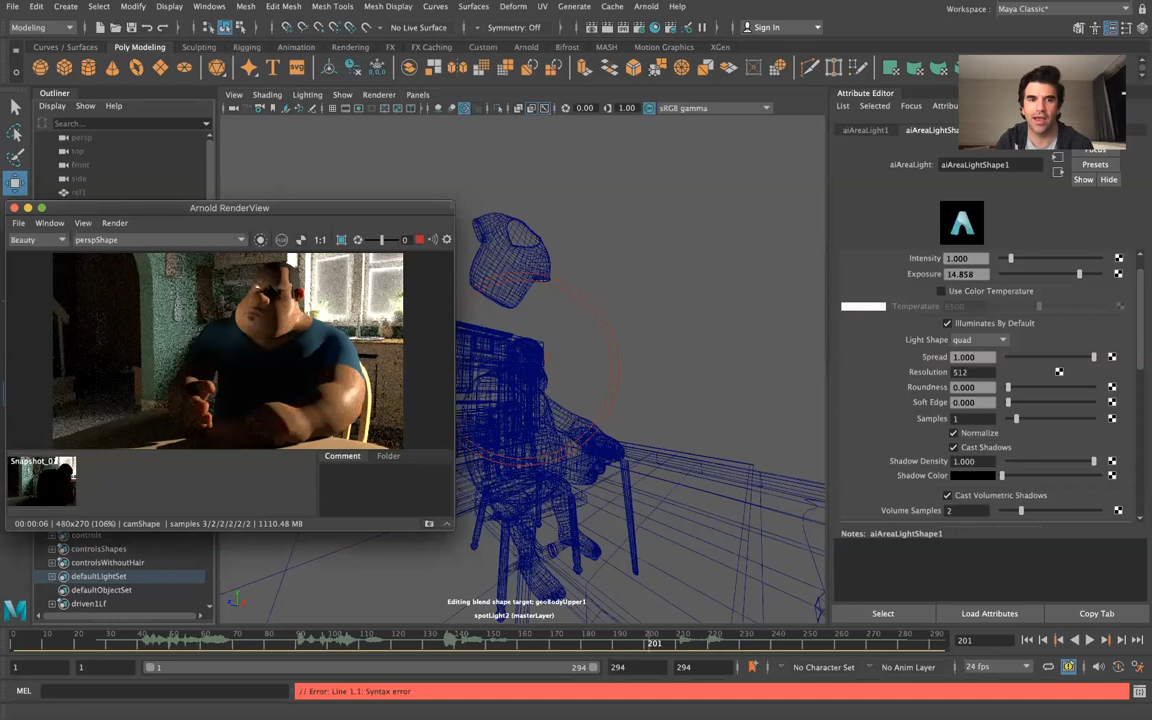 File Edit Create Select Modify Display Windows Mesh Edit Mesh Mesh Tools Mesh Display Curves Surfaces Deform UV Generate Cache Arnold Help
Workspace: Maya Classic*
Modeling No Live Surface Symmetry: Off Sign In
Curves / Surfaces Poly Modeling Sculpting Rigging Animation Rendering FX FX Caching Custom Arnold Bifrost MASH Motion Graphics XGen
Outliner
Display Show Help
Search...
persp
top
front
side
ref1
View Shading Lighting Show Renderer Panels
0.00 1.00 sRGB gamma
Arnold RenderView
File Window View Render
Beauty perspShape 1:1 0
Comment Folder
00:00:06 | 480x270 (106%) | camShape | samples 3/2/2/2/2/2 | 1110.48 MB
controls
controlsShapes
controlsWithoutHair
defaultLightSet
defaultObjectSet
driven1Lf
Editing blend shape target: geoBodyUpper1
spotLight2 (masterLayer)
Attribute Editor
List Selected Focus
aiAreaLight1
aiAreaLight: aiAreaLightShape1
Presets
Show Hide
Intensity 1.000
Exposure 14.858
Use Color Temperature
Temperature 6500
Illuminates By Default
Light Shape quad
Spread 1.000
Resolution 512
Roundness 0.000
Soft Edge 0.000
Samples 1
Normalize
Cast Shadows
Shadow Density 1.000
Shadow Color
Cast Volumetric Shadows
Volume Samples 2
Notes: aiAreaLightShape1
Select Load Attributes Copy Tab
0 10 20 30 40 50 60 70 80 90 100 110 120 130 140 150 160 170 180 190 200 210 220 230 240 250 260 270 280 290
201
201
1 1 1 294 294 294 No Character Set No Anim Layer 24 fps
MEL // Error: Line 1.1: Syntax error